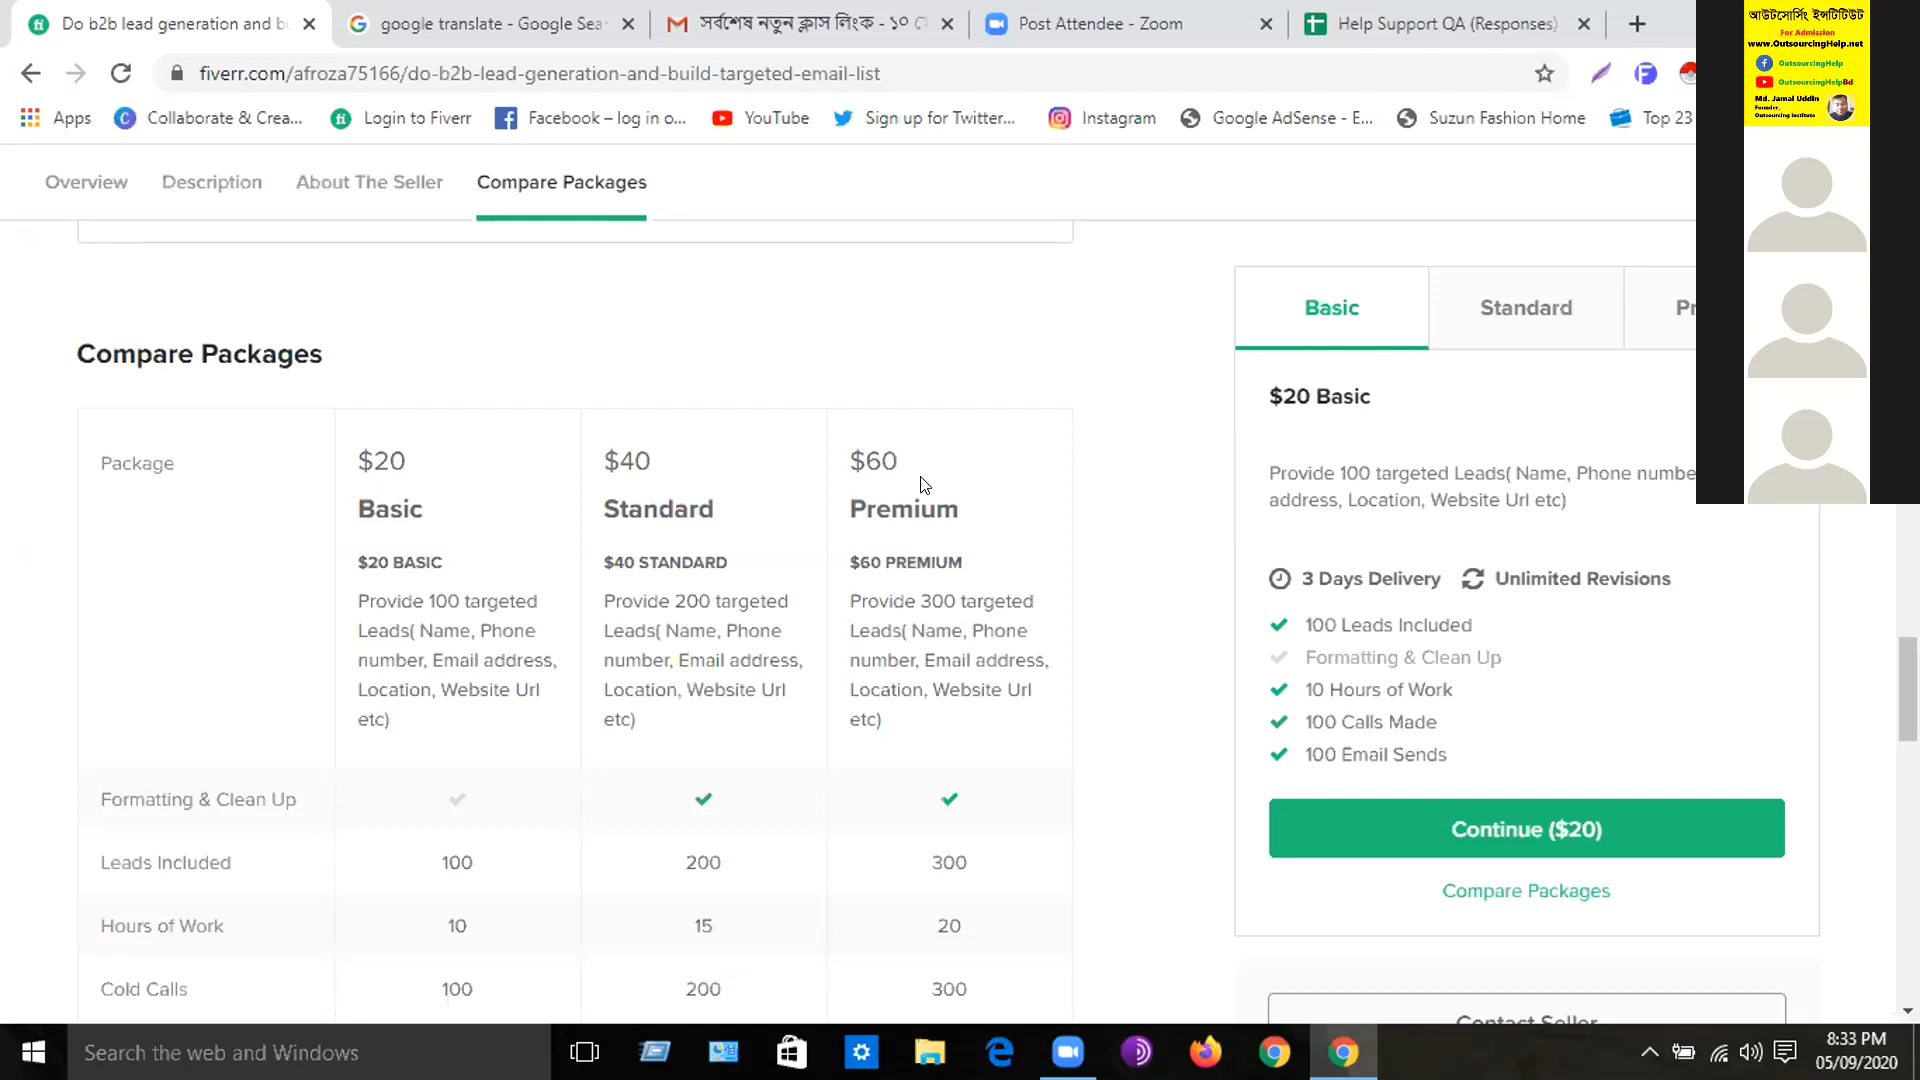 Do b2b lead generation and bu
google translate - Google Sea
সর্বশেষ নতুন ক্লাস লিংক - ১০ সে
Post Attendee - Zoom
Help Support QA (Responses)
fiverr.com/afroza75166/do-b2b-lead-generation-and-build-targeted-email-list
Apps
Collaborate & Crea...
Login to Fiverr
Facebook – log in o...
YouTube
Sign up for Twitter...
Instagram
Google AdSense - E...
Suzun Fashion Home
Top 23
আউটসোর্সিং ইন্সটিটিউট
For Admission
www.OutsourcingHelp.net
OutsourcingHelp
OutsourcingHelpBd
Md. Jamal Uddin
Founder,
Outsourcing institute
Overview
Description
About The Seller
Compare Packages
Compare Packages
Package
$20
$40
$60
Basic
Standard
Premium
$20 BASIC
$40 STANDARD
$60 PREMIUM
Provide 100 targeted
Leads( Name, Phone
number, Email address,
Location, Website Url
etc)
Provide 200 targeted
Leads( Name, Phone
number, Email address,
Location, Website Url
etc)
Provide 300 targeted
Leads( Name, Phone
number, Email address,
Location, Website Url
etc)
Formatting & Clean Up
Leads Included 100 200 300
Hours of Work 10 15 20
Cold Calls 100 200 300
Basic
Standard
Pr
$20 Basic
Provide 100 targeted Leads( Name, Phone numbe
address, Location, Website Url etc)
3 Days Delivery
Unlimited Revisions
100 Leads Included
Formatting & Clean Up
10 Hours of Work
100 Calls Made
100 Email Sends
Continue ($20)
Compare Packages
Contact Seller
Search the web and Windows
8:33 PM
05/09/2020